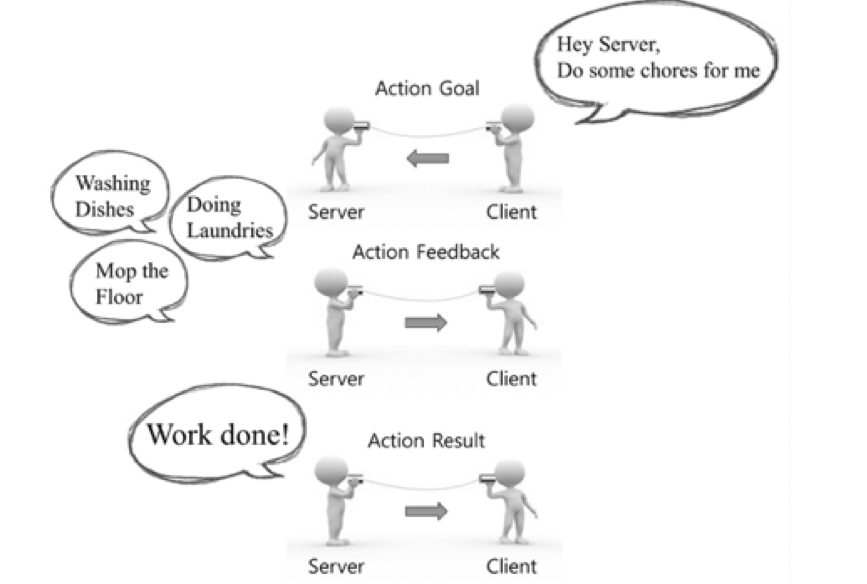 Hey Server,
Do some chores for me
Action Goal
Server
Client
Washing
Dishes
Doing
Laundries
Mop the
Floor
Action Feedback
Server
Client
Work done!
Action Result
Server
Client